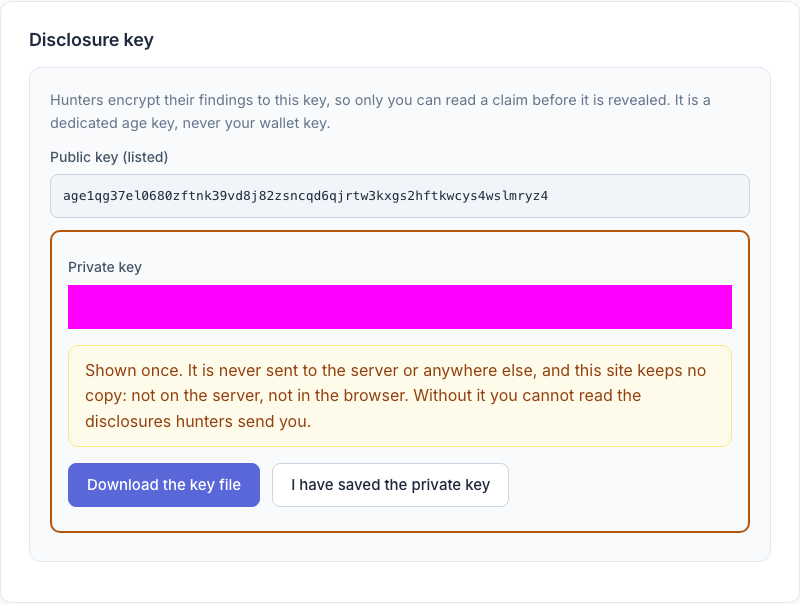 Disclosure key
Hunters encrypt their findings to this key, so only you can read a claim before it is revealed. It is a
dedicated age key, never your wallet key.
Public key (listed)
age1qg37el0680zftnk39vd8j82zsncqd6qjrtw3kxgs2hftkwcys4wslmryz4
Private key
Shown once. It is never sent to the server or anywhere else, and this site keeps no
copy: not on the server, not in the browser. Without it you cannot read the
disclosures hunters send you.
Download the key file
I have saved the private key